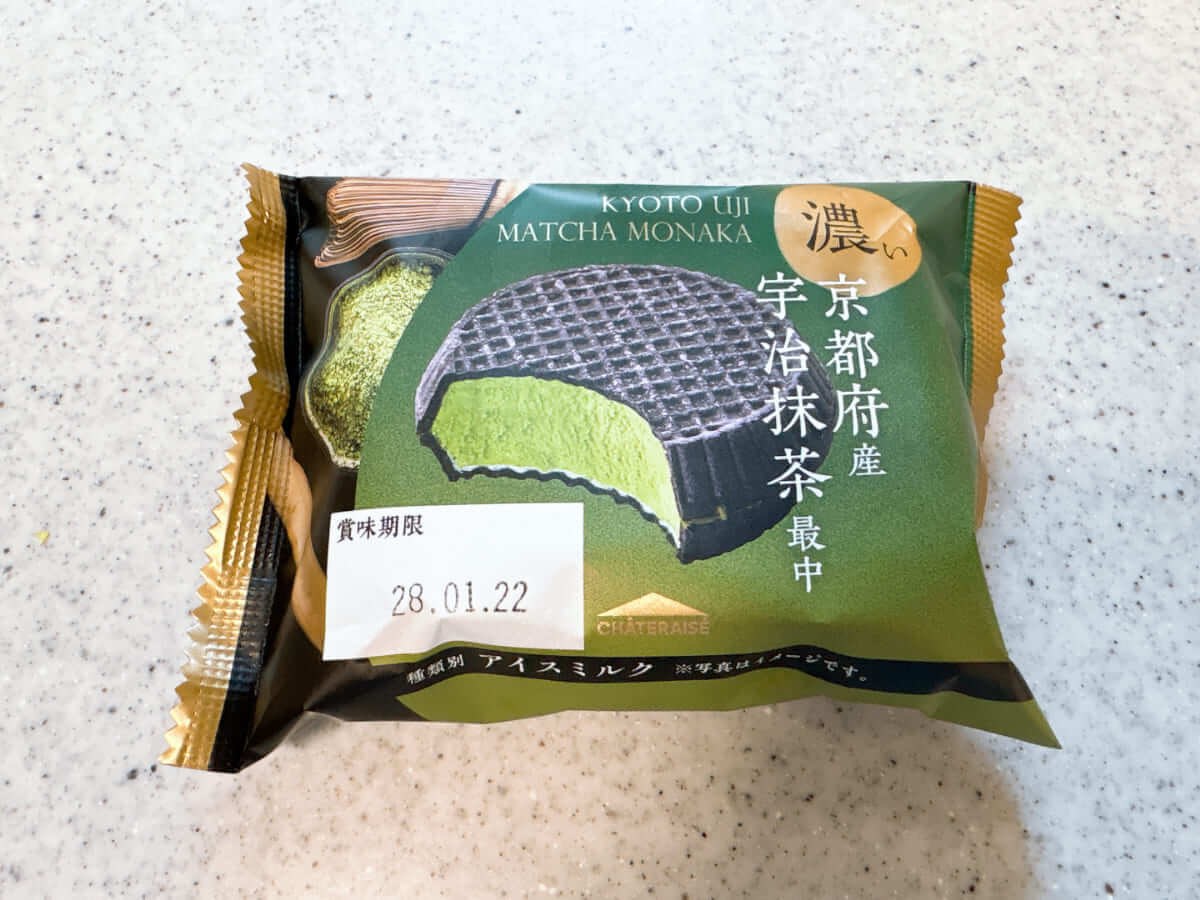 KYOTO UJI
MATCHA MONAKA
濃い
京都府産
宇治抹茶最中
賞味期限
28.01.22
CHÂTERAISÉ
種類別 アイスミルク ※写真はイメージです。